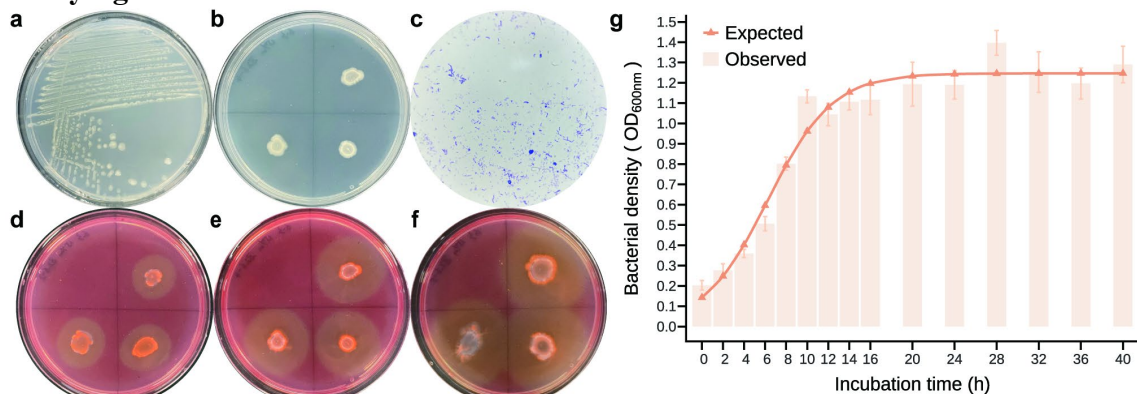 a
b
c
g
d
e
f
Expected
Observed
Bacterial density ( OD600nm)
1.5
1.4
1.3
1.2
1.1
1.0
0.9
0.8
0.7
0.6
0.5
0.4
0.3
0.2
0.1
0.0
0 2 4 6 8 10 12 14 16 20 24 28 32 36 40
Incubation time (h)